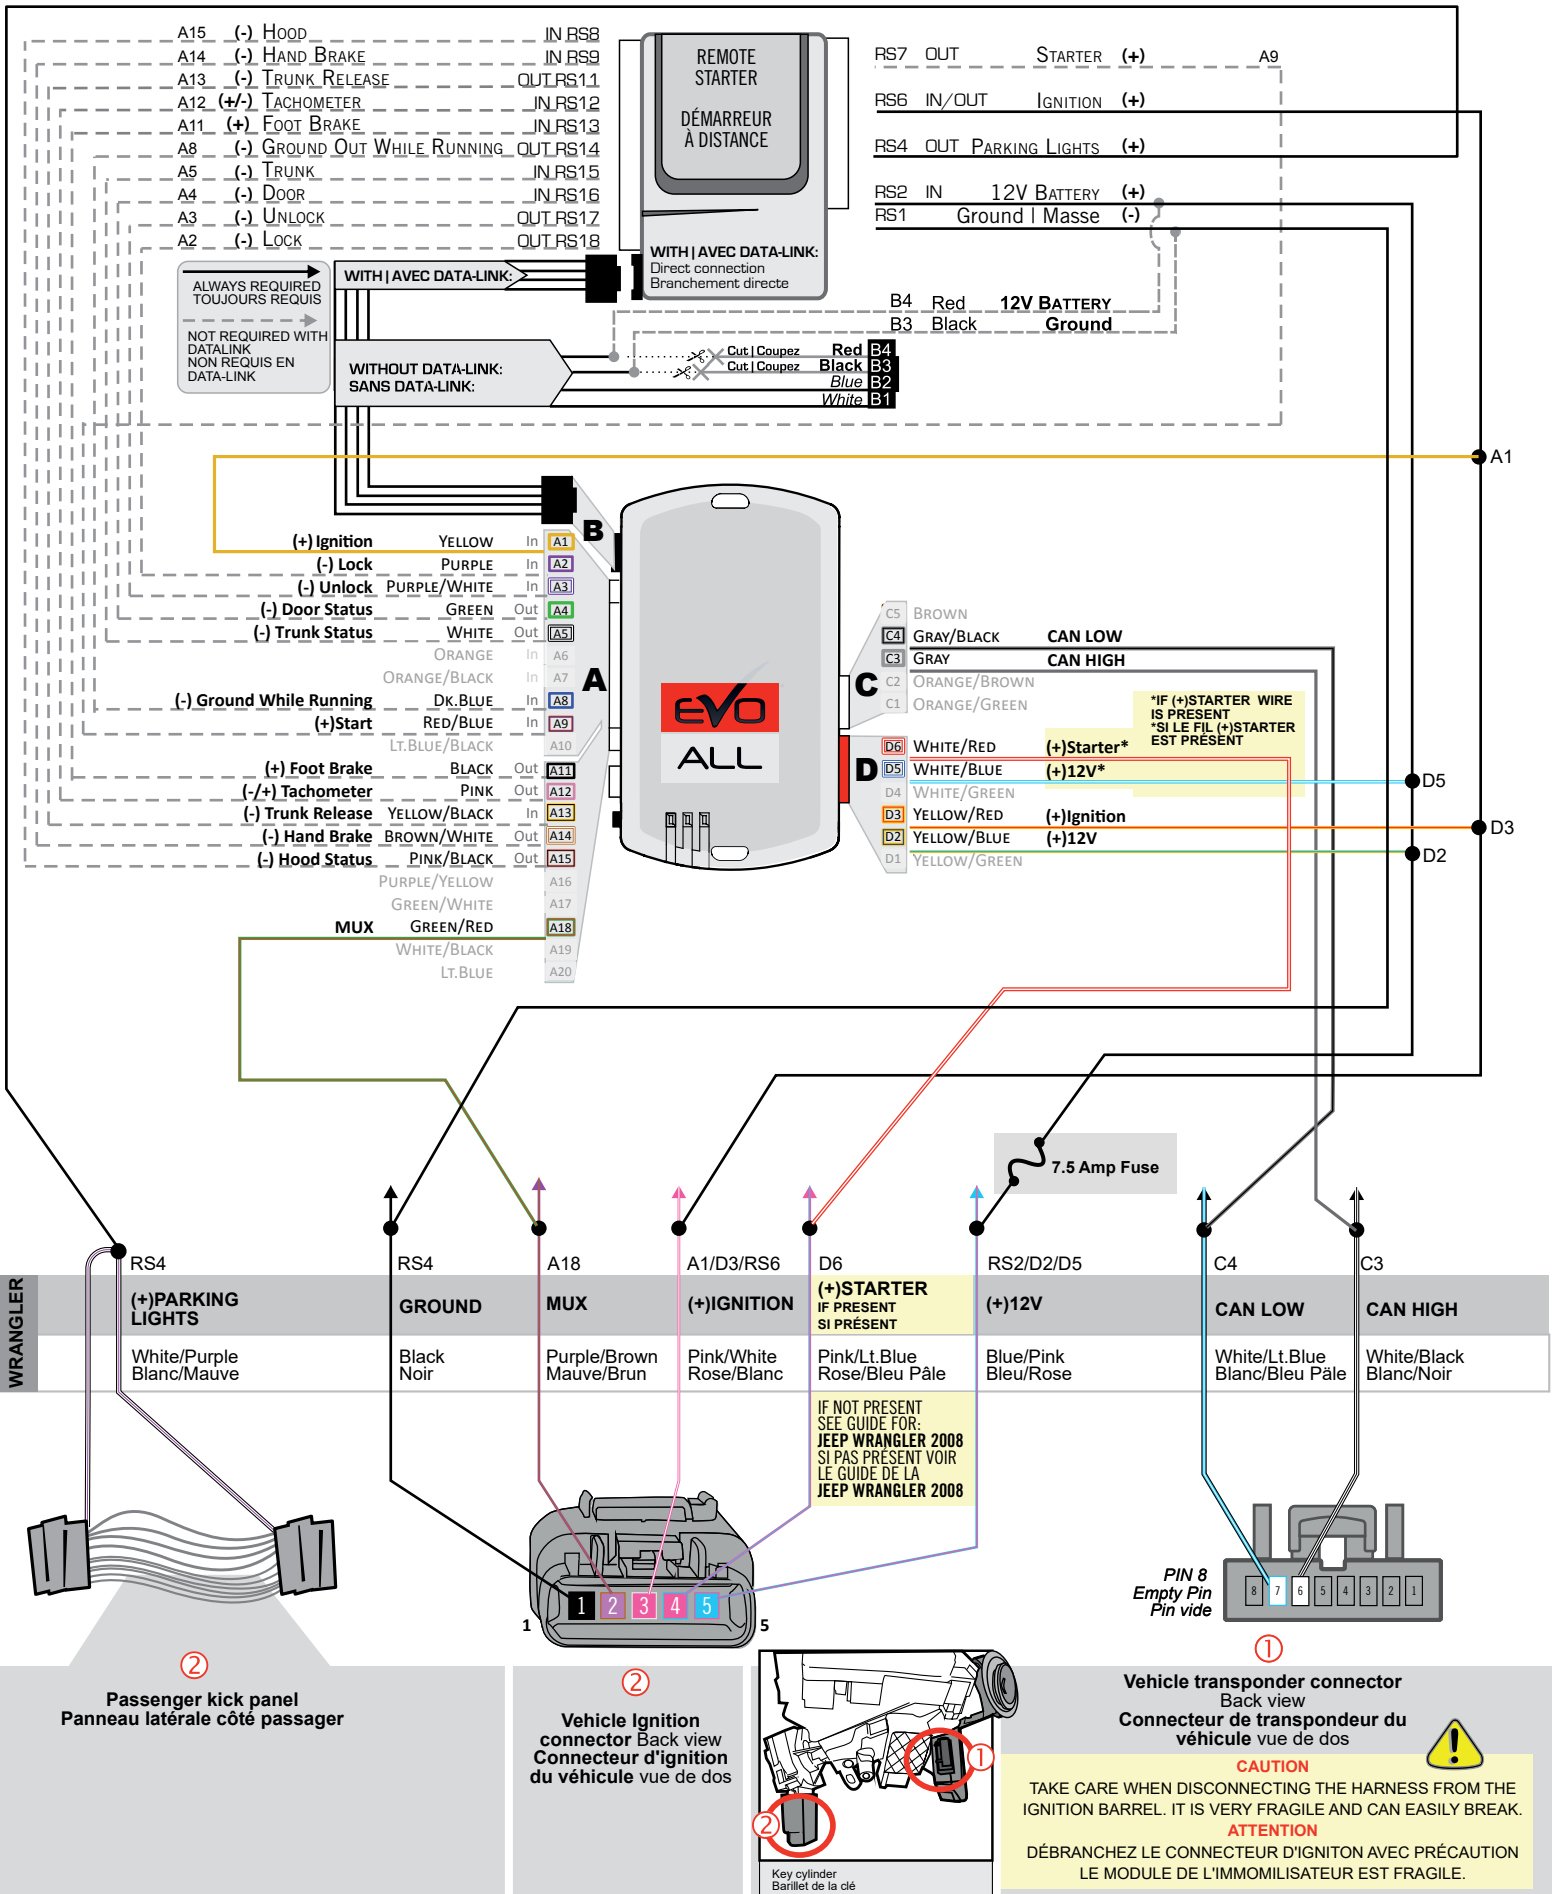 A15 (-) HOOD IN RS8
A14 (-) HAND BRAKE IN RS9
A13 (-) TRUNK RELEASE OUT RS11
A12 (+/-) TACHOMETER IN RS12
A11 (+) FOOT BRAKE IN RS13
A8 (-) GROUND OUT WHILE RUNNING OUT RS14
A5 (-) TRUNK IN RS15
A4 (-) DOOR IN RS16
A3 (-) UNLOCK OUT RS17
A2 (-) LOCK OUT RS18
REMOTE
STARTER
DÉMARREUR
À DISTANCE
WITH | AVEC DATA-LINK:
Direct connection
Branchement directe
RS7 OUT STARTER (+) A9
RS6 IN/OUT IGNITION (+)
RS4 OUT PARKING LIGHTS (+)
RS2 IN 12V BATTERY (+)
RS1 Ground | Masse (-)
ALWAYS REQUIRED
TOUJOURS REQUIS
NOT REQUIRED WITH
DATALINK
NON REQUIS EN
DATA-LINK
WITH | AVEC DATA-LINK:
WITHOUT DATA-LINK:
SANS DATA-LINK:
B4 Red 12V BATTERY
B3 Black Ground
Cut | Coupez Red B4
Cut | Coupez Black B3
Blue B2
White B1
A1
B
A
(+) Ignition YELLOW In A1
(-) Lock PURPLE In A2
(-) Unlock PURPLE/WHITE In A3
(-) Door Status GREEN Out A4
(-) Trunk Status WHITE Out A5
ORANGE In A6
ORANGE/BLACK In A7
(-) Ground While Running DK.BLUE In A8
(+)Start RED/BLUE In A9
LT.BLUE/BLACK A10
(+) Foot Brake BLACK Out A11
(-/+) Tachometer PINK Out A12
(-) Trunk Release YELLOW/BLACK In A13
(-) Hand Brake BROWN/WHITE Out A14
(-) Hood Status PINK/BLACK Out A15
PURPLE/YELLOW A16
GREEN/WHITE A17
MUX GREEN/RED A18
WHITE/BLACK A19
LT.BLUE A20
EVO
ALL
C
C5 BROWN
C4 GRAY/BLACK CAN LOW
C3 GRAY CAN HIGH
C2 ORANGE/BROWN
C1 ORANGE/GREEN
*IF (+)STARTER WIRE
IS PRESENT
*SI LE FIL (+)STARTER
EST PRÉSENT
D
D6 WHITE/RED (+)Starter*
D5 WHITE/BLUE (+)12V*
D4 WHITE/GREEN
D3 YELLOW/RED (+)Ignition
D2 YELLOW/BLUE (+)12V
D1 YELLOW/GREEN
D5
D3
D2
7.5 Amp Fuse
RS4 RS4 A18 A1/D3/RS6 D6 RS2/D2/D5 C4 C3
WRANGLER
(+)PARKING
LIGHTS
GROUND
MUX
(+)IGNITION
(+)STARTER
IF PRESENT
SI PRÉSENT
(+)12V
CAN LOW
CAN HIGH
White/Purple
Blanc/Mauve
Black
Noir
Purple/Brown
Mauve/Brun
Pink/White
Rose/Blanc
Pink/Lt.Blue
Rose/Bleu Pâle
Blue/Pink
Bleu/Rose
White/Lt.Blue
Blanc/Bleu Päle
White/Black
Blanc/Noir
IF NOT PRESENT
SEE GUIDE FOR:
JEEP WRANGLER 2008
SI PAS PRÉSENT VOIR
LE GUIDE DE LA
JEEP WRANGLER 2008
1 2 3 4 5
1 5
PIN 8
Empty Pin
Pin vide
8 7 6 5 4 3 2 1
2
Passenger kick panel
Panneau latérale côté passager
2
Vehicle Ignition
connector Back view
Connecteur d'ignition
du véhicule vue de dos
1
2
Key cylinder
Barillet de la clé
1
Vehicle transponder connector
Back view
Connecteur de transpondeur du
véhicule vue de dos
!
CAUTION
TAKE CARE WHEN DISCONNECTING THE HARNESS FROM THE
IGNITION BARREL. IT IS VERY FRAGILE AND CAN EASILY BREAK.
ATTENTION
DÉBRANCHEZ LE CONNECTEUR D'IGNITON AVEC PRÉCAUTION
LE MODULE DE L'IMMOMILISATEUR EST FRAGILE.